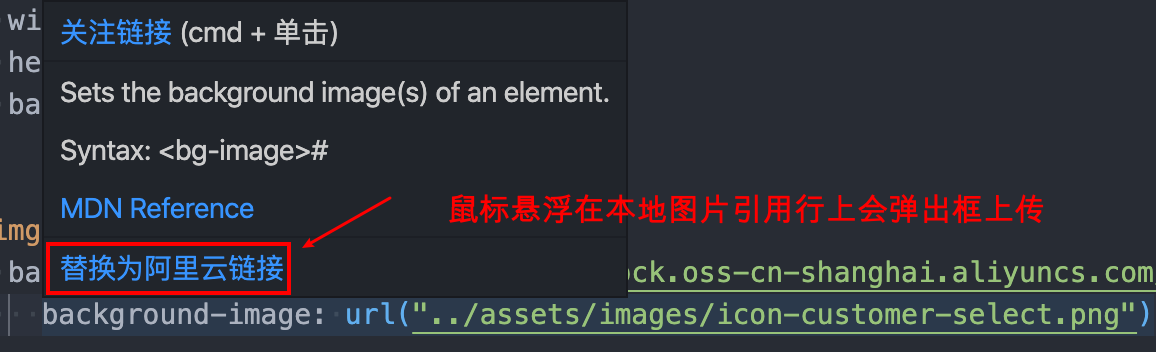 wi
关注链接 (cmd + 单击)
he
Sets the background image(s) of an element.
ba
Syntax: <bg-image>#
MDN Reference
鼠标悬浮在本地图片引用行上会弹出框上传
img
替换为阿里云链接
ba
ock.oss-cn-shanghai.aliyuncs.com/
background-image: url("../assets/images/icon-customer-select.png")